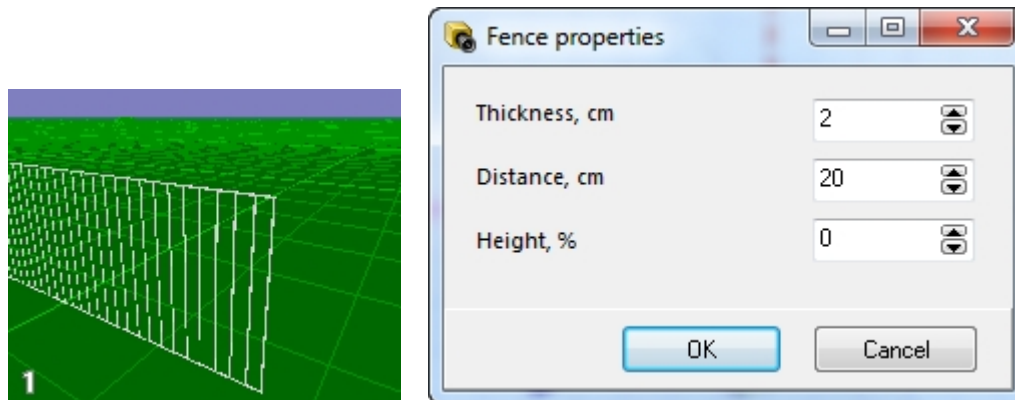 Fence properties
Thickness, cm
2
Distance, cm
20
Height, %
0
OK
Cancel
1